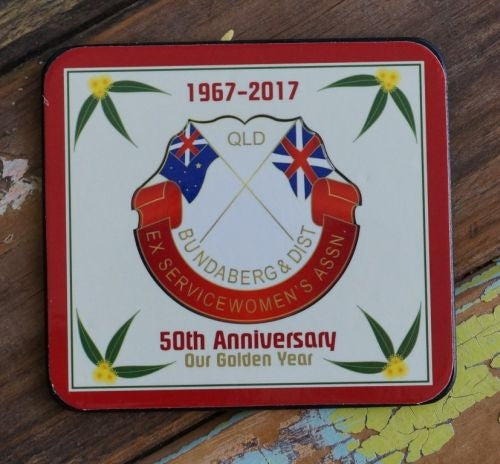 1967-2017
QLD
BUNDABERG & DIST
EX SERVICEWOMEN'S ASSN.
50th Anniversary
Our Golden Year